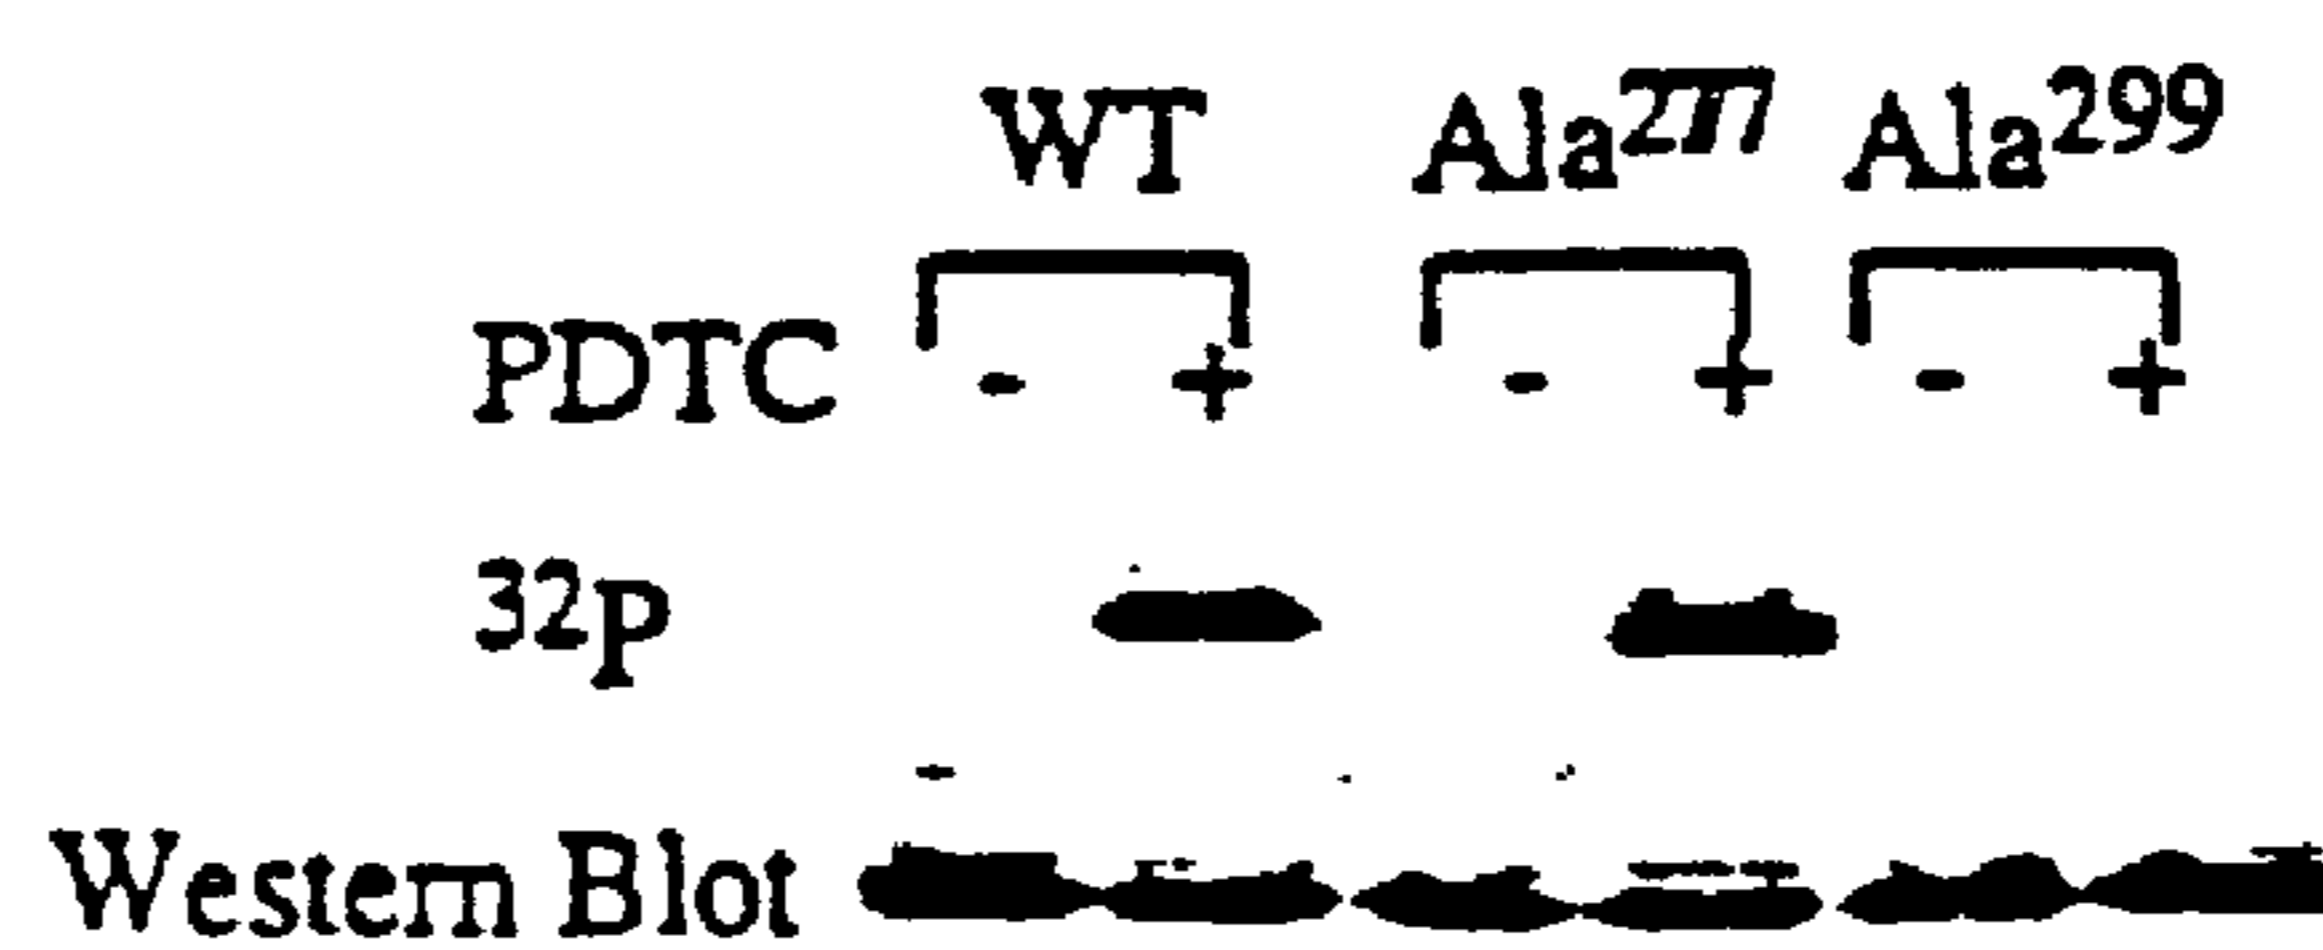 WT Ala277 Ala299
PDTC - + - + - +
32P
Western Blot